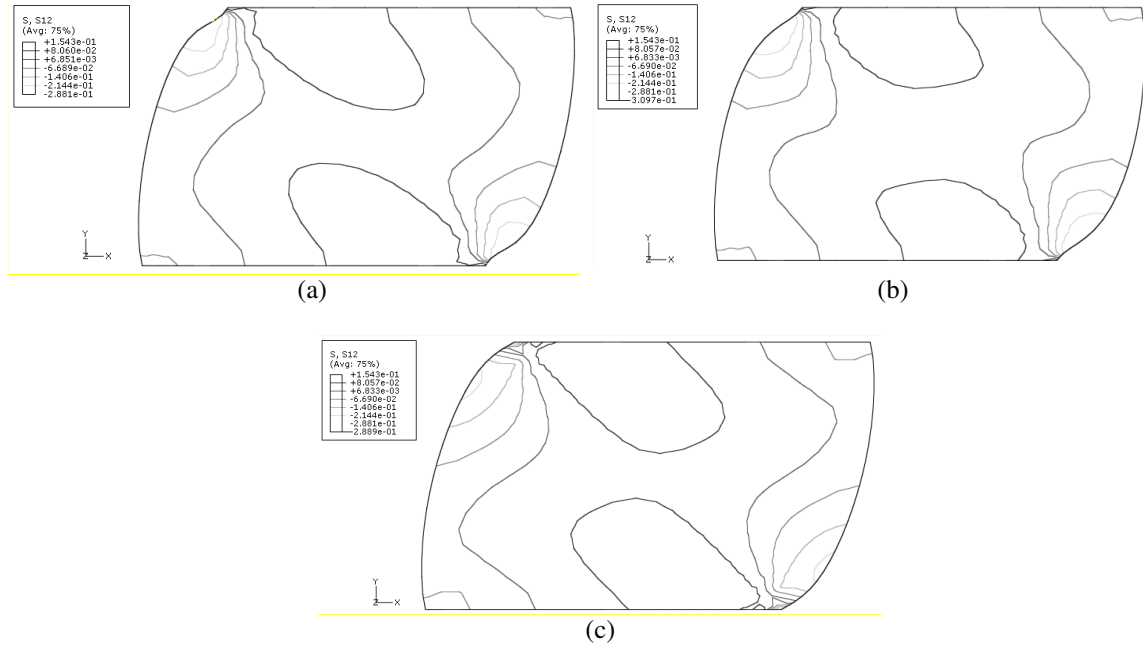 S, S12
(Avg: 75%)
+1.543e-01
+8.060e-02
+6.851e-03
-6.689e-02
-1.406e-01
-2.144e-01
-2.881e-01
Y
Z X
(a)
S, S12
(Avg: 75%)
+1.543e-01
+8.057e-02
+6.833e-03
-6.690e-02
-1.406e-01
-2.144e-01
-2.881e-01
-3.097e-01
Y
Z X
(b)
S, S12
(Avg: 75%)
+1.543e-01
+8.057e-02
+6.833e-03
-6.690e-02
-1.406e-01
-2.144e-01
-2.881e-01
-2.889e-01
Y
Z X
(c)